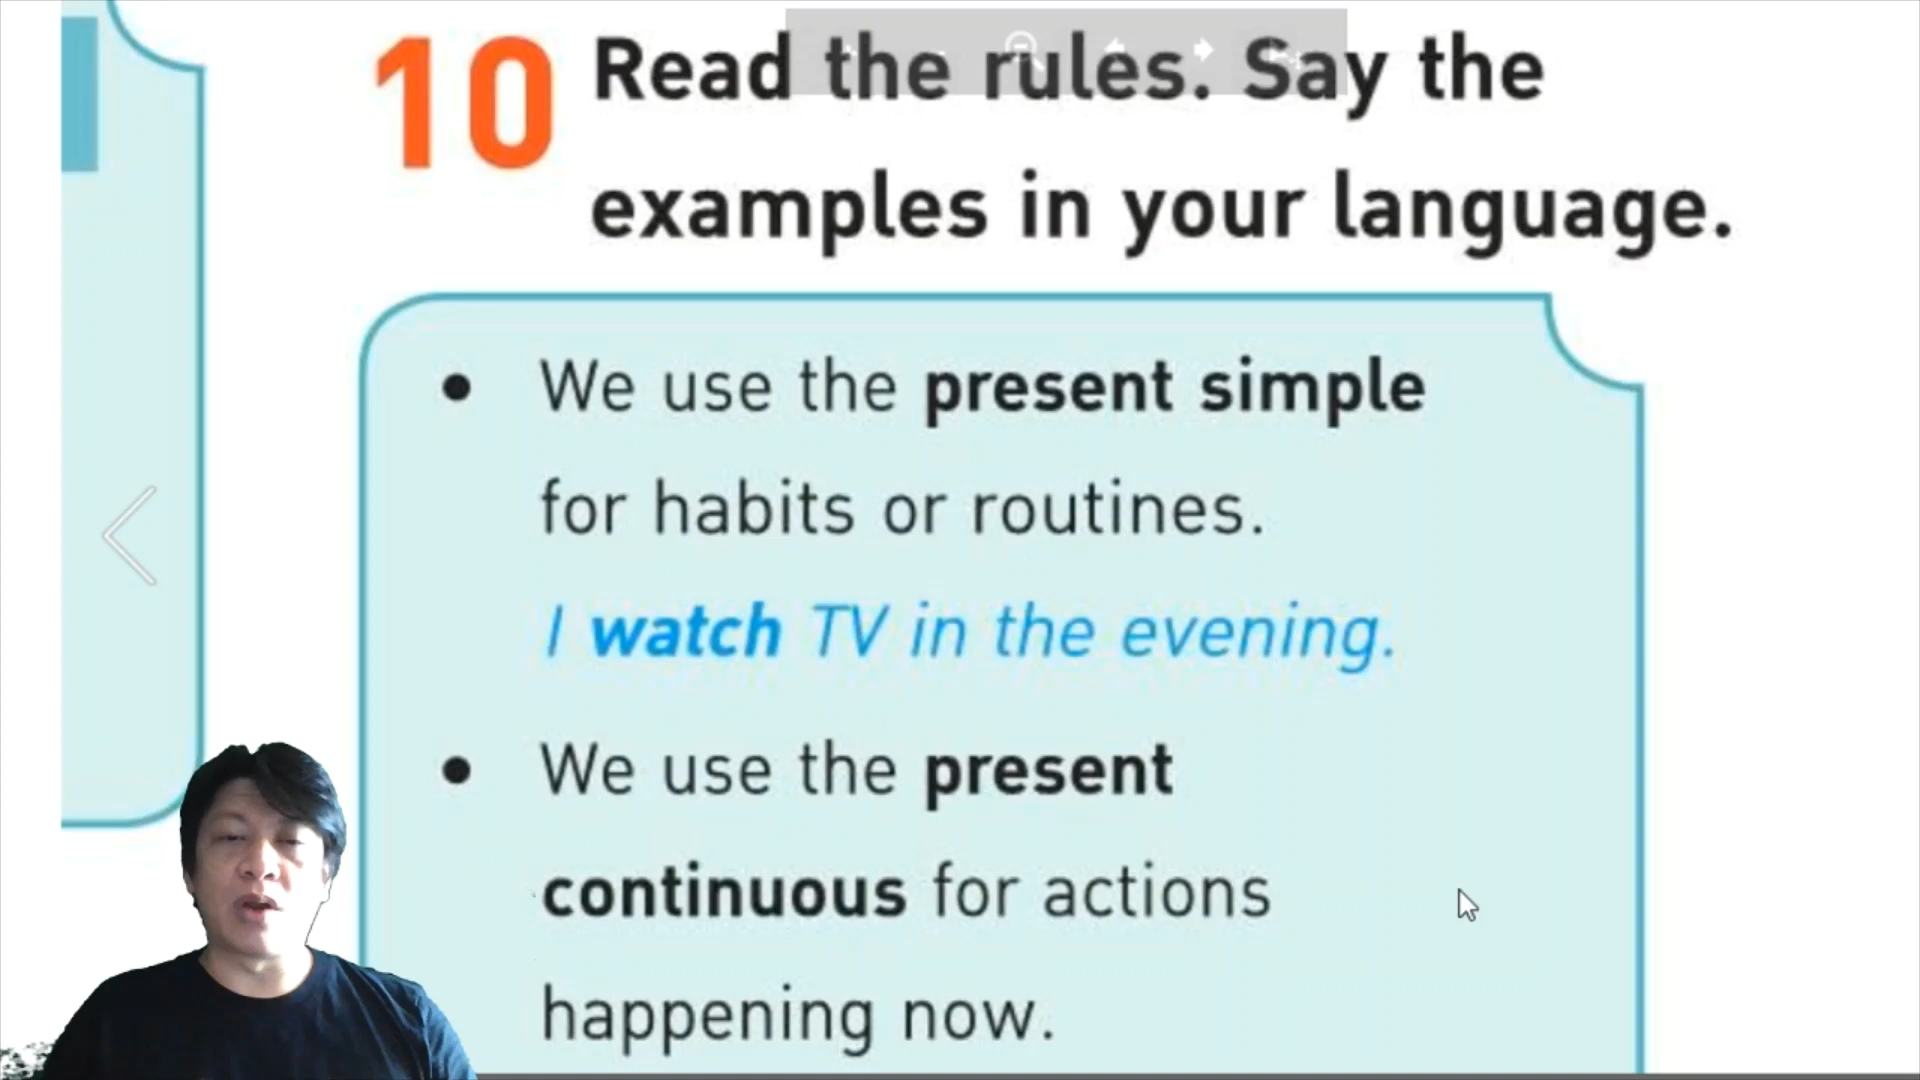 10 Read the rules. Say the
examples in your language.
• We use the present simple
for habits or routines.
I watch TV in the evening.
• We use the present
continuous for actions
happening now.